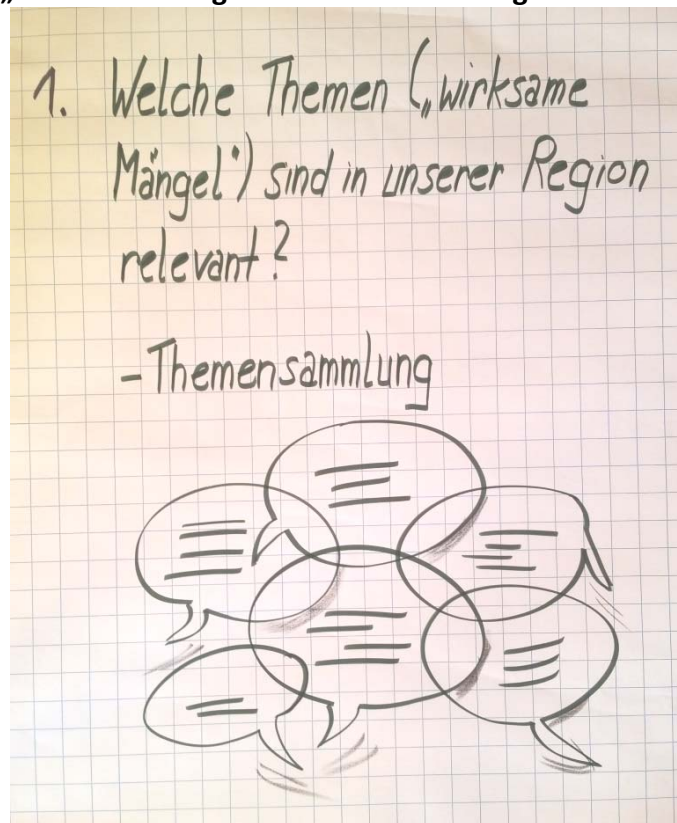 1. Welche Themen („wirksame
Mängel“) sind in unserer Region
relevant?
- Themensammlung